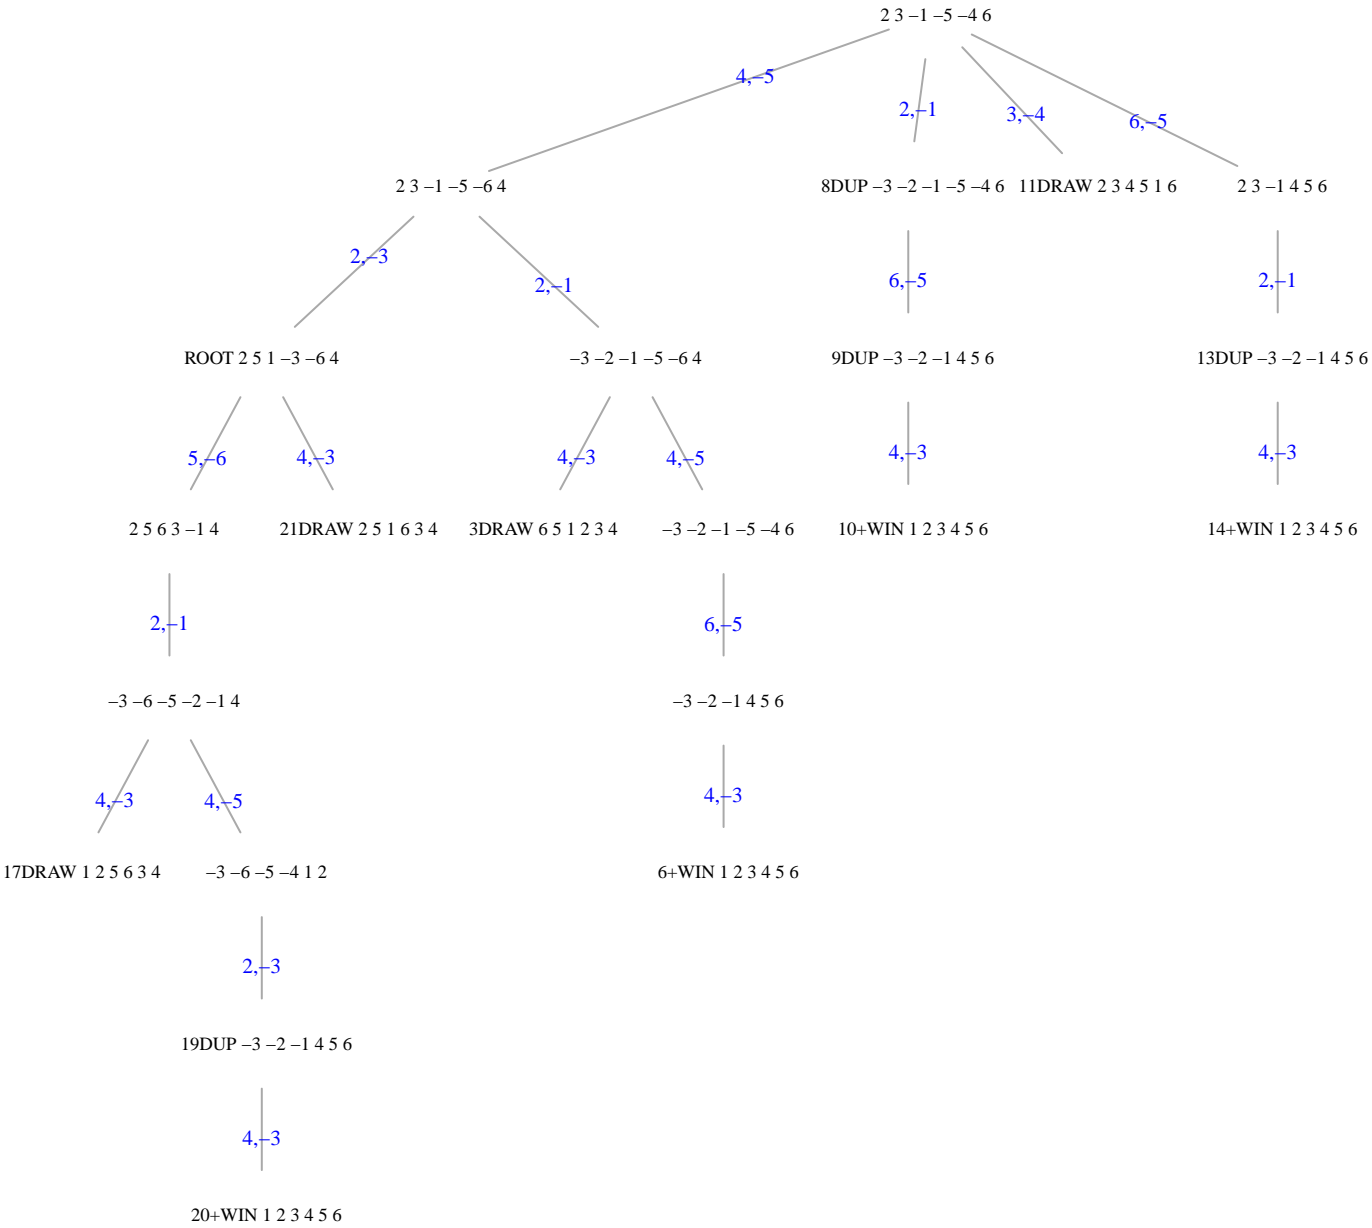 2 3 –1 –5 –4 6
4,–5
2,–1
3,–4
6,–5
2 3 –1 –5 –6 4
8DUP –3 –2 –1 –5 –4 6
11DRAW 2 3 4 5 1 6
2 3 –1 4 5 6
2,–3
2,–1
6,–5
2,–1
ROOT 2 5 1 –3 –6 4
–3 –2 –1 –5 –6 4
9DUP –3 –2 –1 4 5 6
13DUP –3 –2 –1 4 5 6
5,–6
4,–3
4,–3
4,–5
4,–3
4,–3
2 5 6 3 –1 4
21DRAW 2 5 1 6 3 4
3DRAW 6 5 1 2 3 4
–3 –2 –1 –5 –4 6
10+WIN 1 2 3 4 5 6
14+WIN 1 2 3 4 5 6
2,–1
6,–5
–3 –6 –5 –2 –1 4
–3 –2 –1 4 5 6
4,–3
4,–5
4,–3
17DRAW 1 2 5 6 3 4
–3 –6 –5 –4 1 2
6+WIN 1 2 3 4 5 6
2,–3
19DUP –3 –2 –1 4 5 6
4,–3
20+WIN 1 2 3 4 5 6